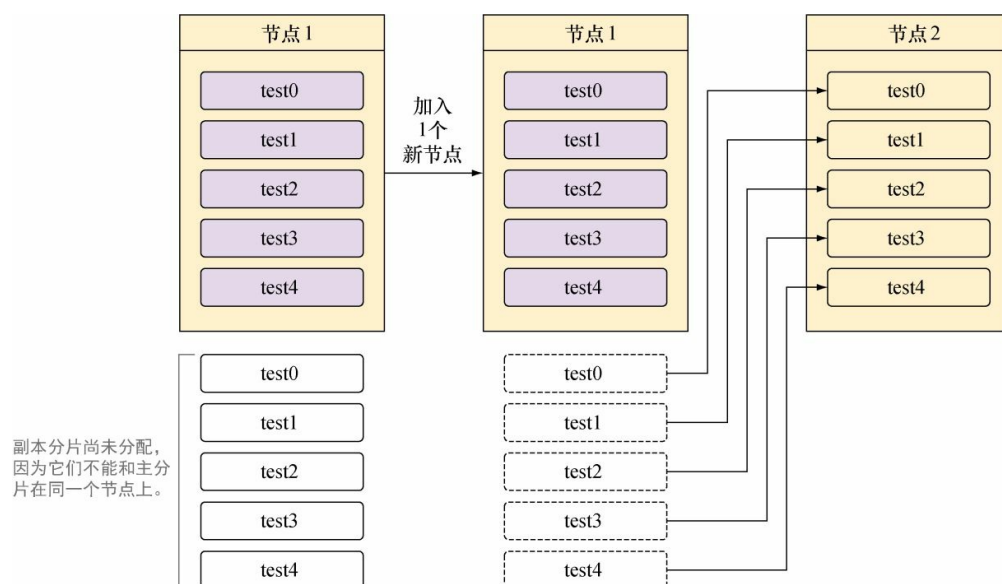 节点1
test0
test1
test2
test3
test4
加入
1个
新节点
节点1
test0
test1
test2
test3
test4
节点2
test0
test1
test2
test3
test4
副本分片尚未分配，
因为它们不能和主分
片在同一个节点上。
test0
test1
test2
test3
test4
test0
test1
test2
test3
test4